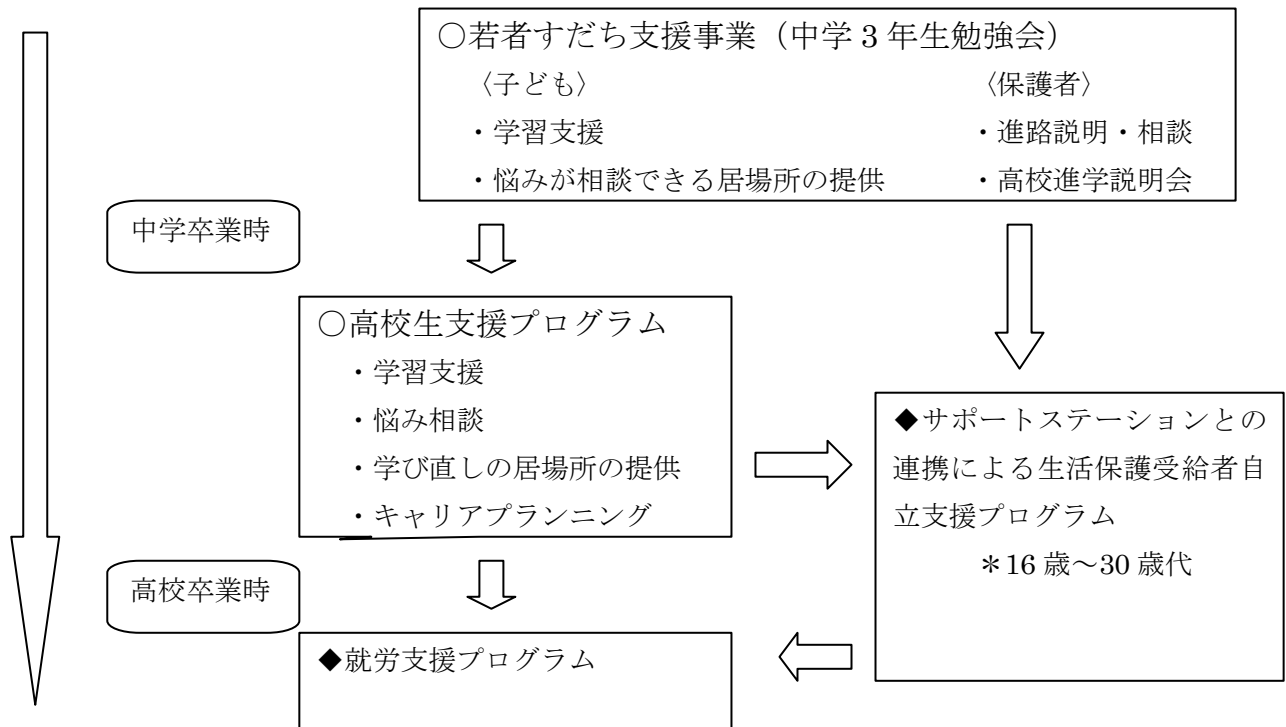 ○若者すだち支援事業（中学3年生勉強会）
〈子ども〉
・学習支援
・悩みが相談できる居場所の提供
〈保護者〉
・進路説明・相談
・高校進学説明会
中学卒業時
○高校生支援プログラム
・学習支援
・悩み相談
・学び直しの居場所の提供
・キャリアプランニング
◆サポートステーションとの
連携による生活保護受給者自
立支援プログラム
＊16歳～30歳代
高校卒業時
◆就労支援プログラム